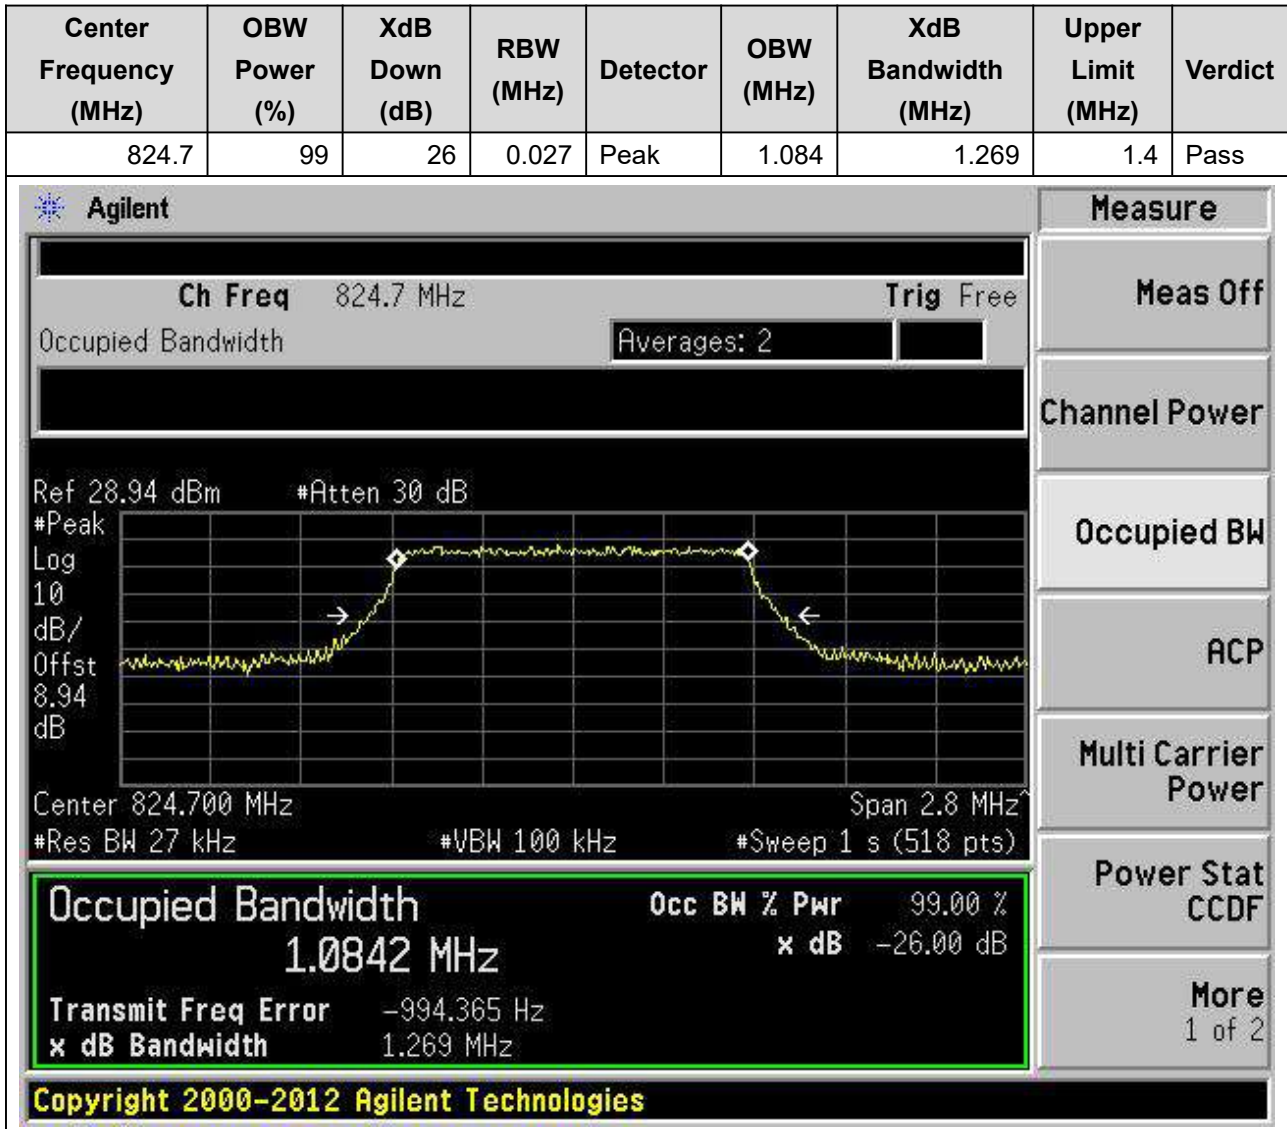 Center Frequency (MHz) OBW Power (%) XdB Down (dB) RBW (MHz) Detector OBW (MHz) XdB Bandwidth (MHz) Upper Limit (MHz) Verdict
824.7 99 26 0.027 Peak 1.084 1.269 1.4 Pass
Agilent
Measure
Ch Freq 824.7 MHz Trig Free
Meas Off
Occupied Bandwidth Averages: 2
Channel Power
Ref 28.94 dBm #Atten 30 dB
#Peak
Log
10
dB/
Offst
8.94
dB
Occupied BW
ACP
Center 824.700 MHz Span 2.8 MHz^
#Res BW 27 kHz #VBW 100 kHz #Sweep 1 s (518 pts)
Multi Carrier
Power
Occupied Bandwidth Occ BW % Pwr 99.00 %
1.0842 MHz x dB -26.00 dB
Transmit Freq Error -994.365 Hz
x dB Bandwidth 1.269 MHz
Power Stat
CCDF
More
1 of 2
Copyright 2000-2012 Agilent Technologies